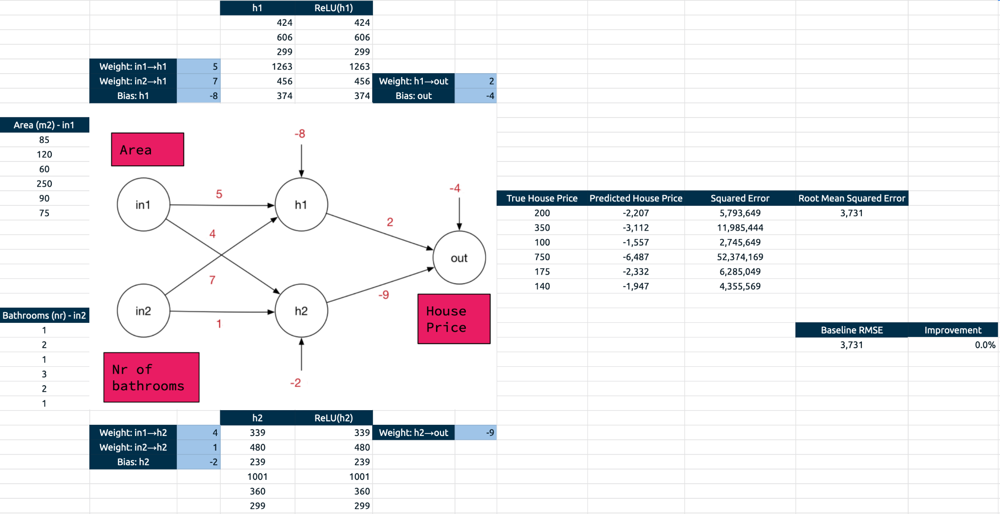 h1 ReLU(h1)
424 424
606 606
299 299
Weight: in1→h1 5 1263 1263
Weight: in2→h1 7 456 456 Weight: h1→out 2
Bias: h1 -8 374 374 Bias: out -4
Area (m2) - in1
85
120
60
250
90
75
Area
-8
in1
5
h1
4
2
-4
7
out
in2
1
h2
-9
House
Price
Nr of
bathrooms
-2
True House Price Predicted House Price Squared Error Root Mean Squared Error
200 -2,207 5,793,649 3,731
350 -3,112 11,985,444
100 -1,557 2,745,649
750 -6,487 52,374,169
175 -2,332 6,285,049
140 -1,947 4,355,569
Baseline RMSE Improvement
3,731 0.0%
Bathrooms (nr) - in2
1
2
1
3
2
1
h2 ReLU(h2)
Weight: in1→h2 4 339 339 Weight: h2→out -9
Weight: in2→h2 1 480 480
Bias: h2 -2 239 239
1001 1001
360 360
299 299